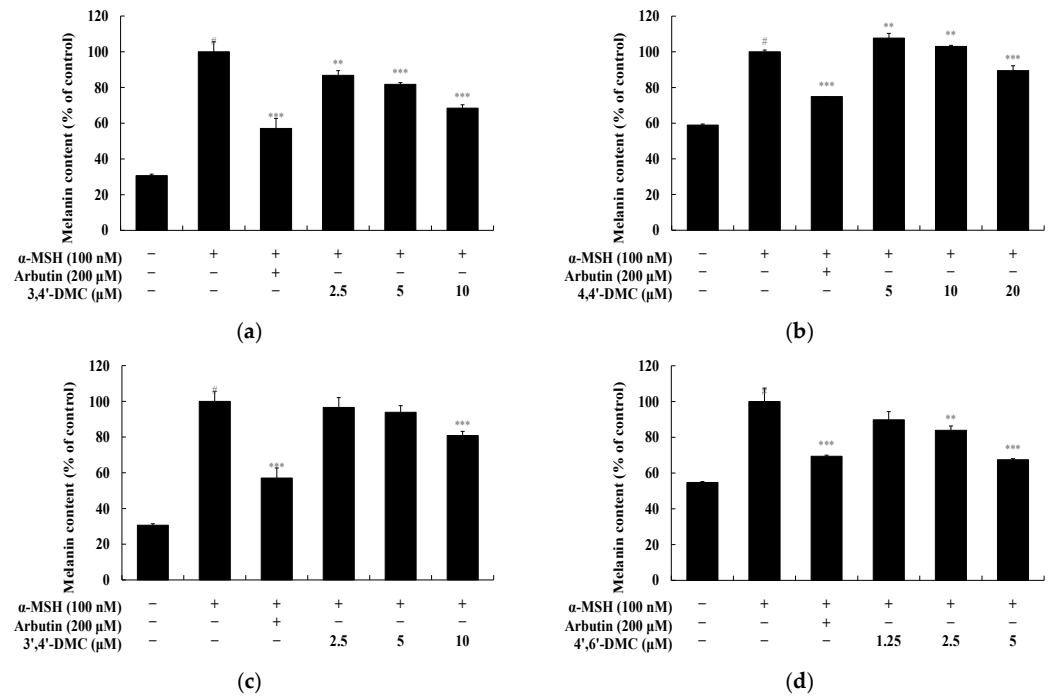 120
100
80
60
40
20
0
Melanin content (% of control)
#
***
**
***
***
α-MSH (100 nM) − + + + + +
Arbutin (200 μM) − − + − − −
3,4'-DMC (μM) − − − 2.5 5 10
(a)
120
100
80
60
40
20
0
Melanin content (% of control)
#
***
**
**
***
α-MSH (100 nM) − + + + + +
Arbutin (200 μM) − − + − − −
4,4'-DMC (μM) − − − 5 10 20
(b)
120
100
80
60
40
20
0
Melanin content (% of control)
#
***
***
α-MSH (100 nM) − + + + + +
Arbutin (200 μM) − − + − − −
3',4'-DMC (μM) − − − 2.5 5 10
(c)
120
100
80
60
40
20
0
Melanin content (% of control)
#
***
**
***
α-MSH (100 nM) − + + + + +
Arbutin (200 μM) − − + − − −
4',6'-DMC (μM) − − − 1.25 2.5 5
(d)